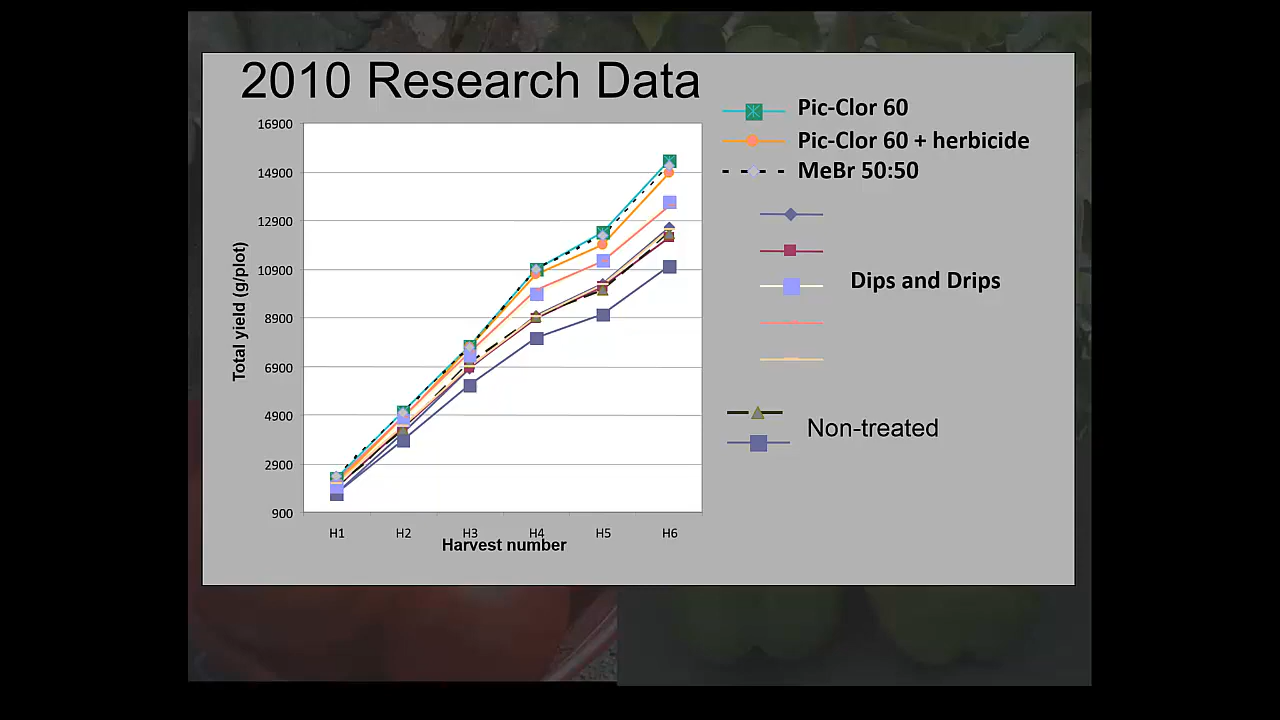 2010 Research Data
Pic-Clor 60
Pic-Clor 60 + herbicide
MeBr 50:50
Dips and Drips
Non-treated
Total yield (g/plot)
16900
14900
12900
10900
8900
6900
4900
2900
900
H1 H2 H3 H4 H5 H6
Harvest number